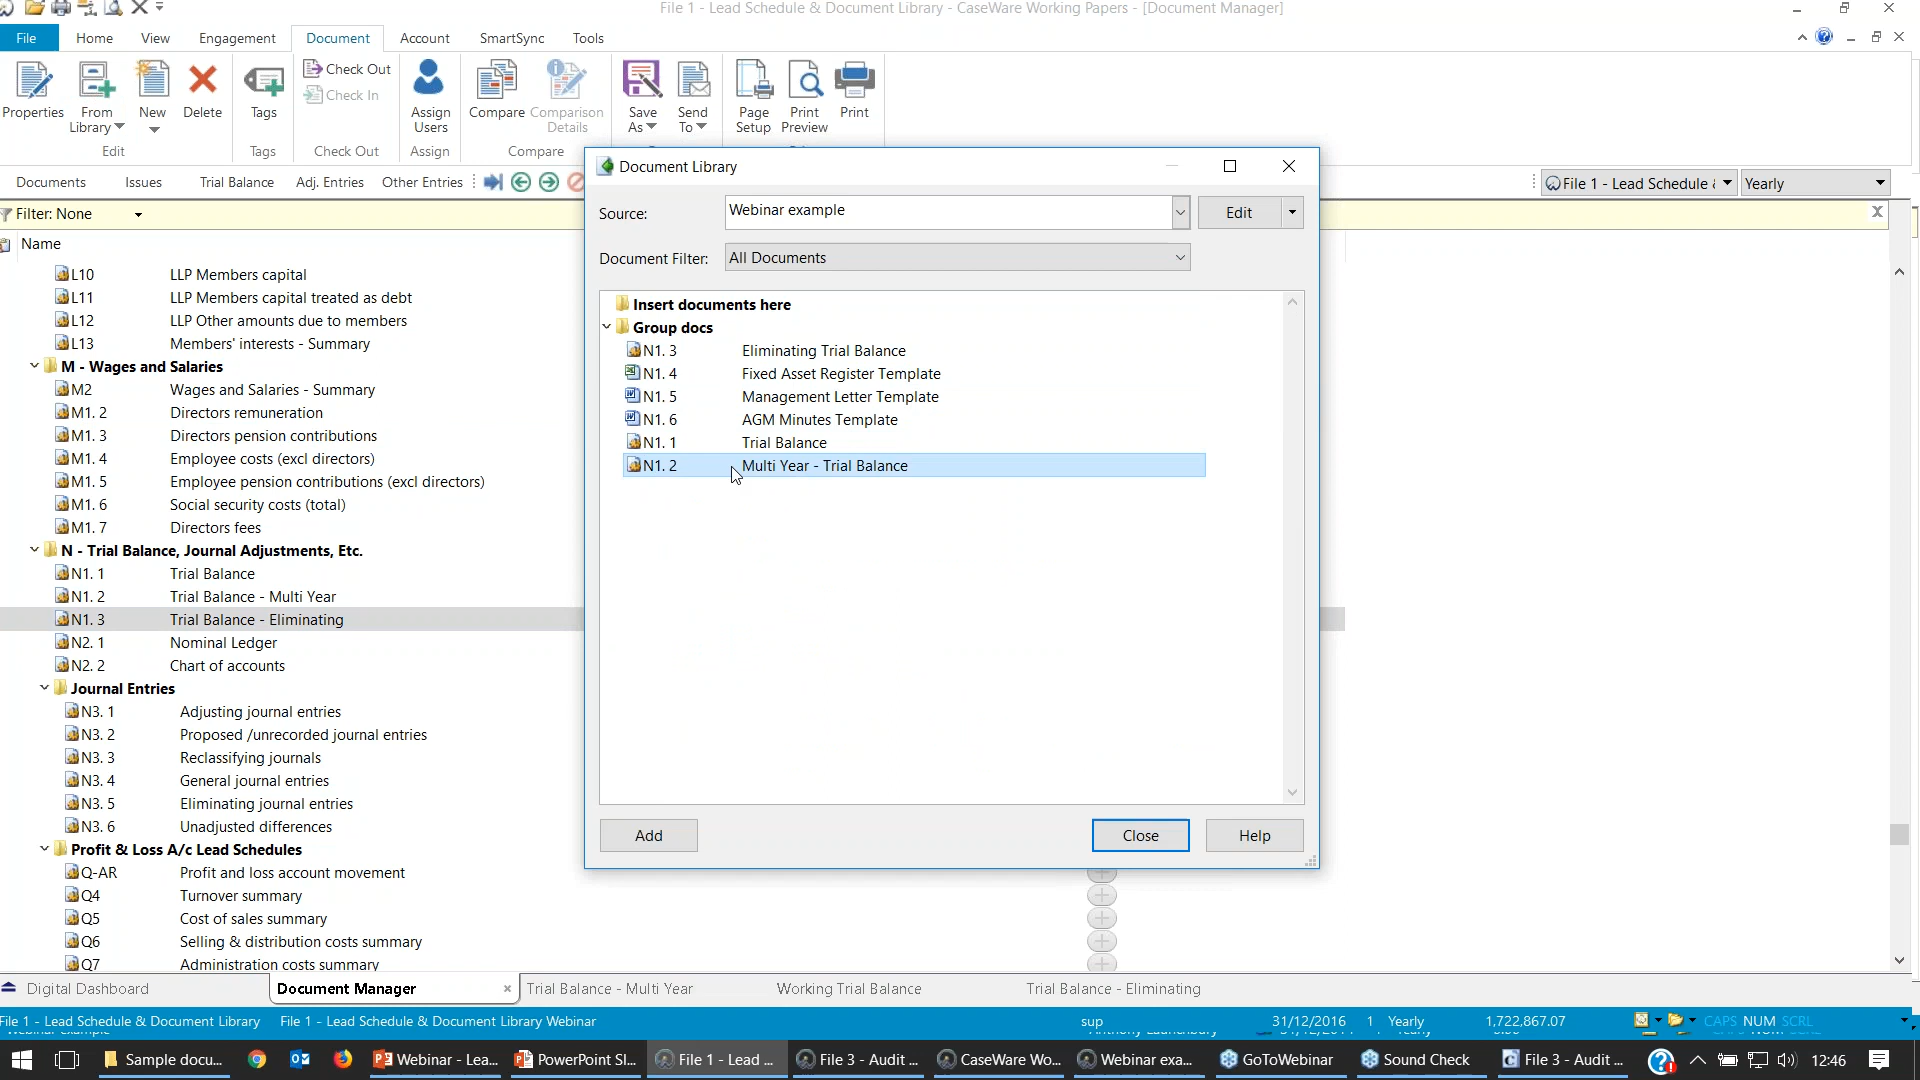 File 1 - Lead Schedule & Document Library - CaseWare Working Papers - [Document Manager]
File Home View Engagement Document Account SmartSync Tools
Properties From Library New Delete Tags Check Out Check In Assign Users Compare Comparison Details Save As Send To Page Setup Print Preview Print
Edit Tags Check Out Assign Compare
Documents Issues Trial Balance Adj. Entries Other Entries File 1 - Lead Schedule & Yearly
Filter: None
Name
L10 LLP Members capital
L11 LLP Members capital treated as debt
L12 LLP Other amounts due to members
L13 Members' interests - Summary
M - Wages and Salaries
M2 Wages and Salaries - Summary
M1. 2 Directors remuneration
M1. 3 Directors pension contributions
M1. 4 Employee costs (excl directors)
M1. 5 Employee pension contributions (excl directors)
M1. 6 Social security costs (total)
M1. 7 Directors fees
N - Trial Balance, Journal Adjustments, Etc.
N1. 1 Trial Balance
N1. 2 Trial Balance - Multi Year
N1. 3 Trial Balance - Eliminating
N2. 1 Nominal Ledger
N2. 2 Chart of accounts
Journal Entries
N3. 1 Adjusting journal entries
N3. 2 Proposed /unrecorded journal entries
N3. 3 Reclassifying journals
N3. 4 General journal entries
N3. 5 Eliminating journal entries
N3. 6 Unadjusted differences
Profit & Loss A/c Lead Schedules
Q-AR Profit and loss account movement
Q4 Turnover summary
Q5 Cost of sales summary
Q6 Selling & distribution costs summary
Q7 Administration costs summary
Document Library
Source: Webinar example Edit
Document Filter: All Documents
Insert documents here
Group docs
N1. 3 Eliminating Trial Balance
N1. 4 Fixed Asset Register Template
N1. 5 Management Letter Template
N1. 6 AGM Minutes Template
N1. 1 Trial Balance
N1. 2 Multi Year - Trial Balance
Add Close Help
Digital Dashboard Document Manager Trial Balance - Multi Year Working Trial Balance Trial Balance - Eliminating
File 1 - Lead Schedule & Document Library File 1 - Lead Schedule & Document Library Webinar sup 31/12/2016 1 Yearly 1,722,867.07 CAPS NUM SCRL
Sample docu... Webinar - Lea... PowerPoint Sl... File 1 - Lead ... File 3 - Audit ... CaseWare Wo... Webinar exa... GoToWebinar Sound Check File 3 - Audit ... 12:46